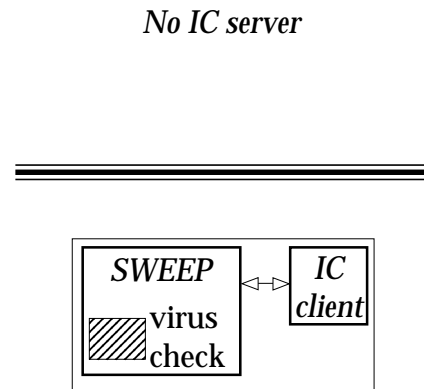 No IC server
SWEEP
virus
check
IC
client